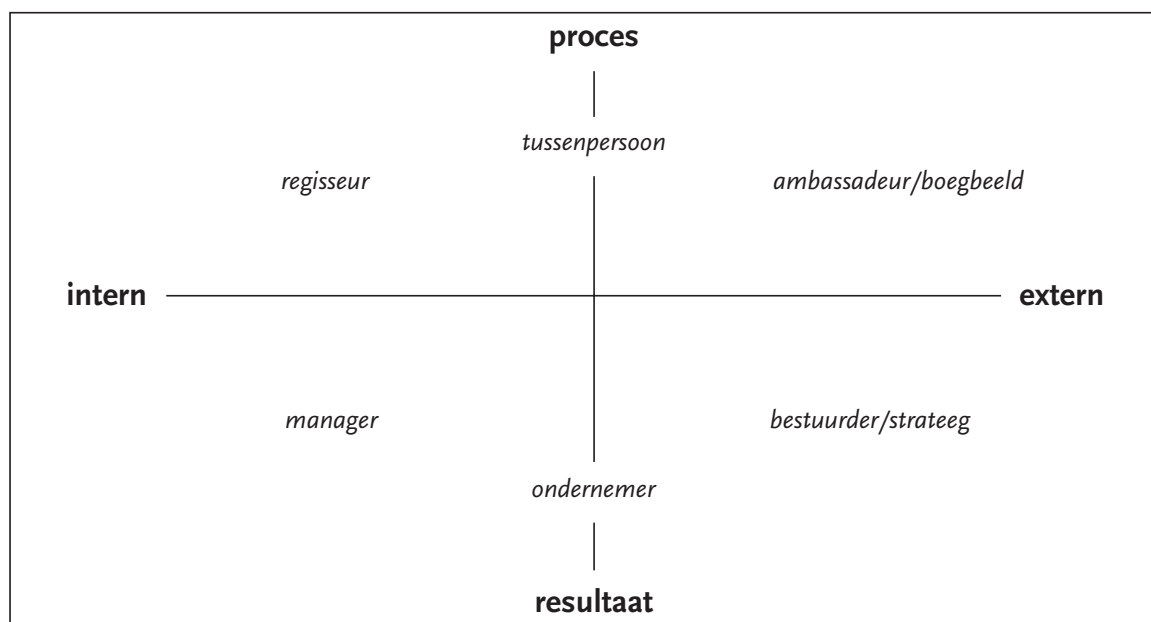 proces
tussenpersoon
regisseur
ambassadeur/boegbeeld
intern
extern
manager
bestuurder/strateeg
ondernemer
resultaat